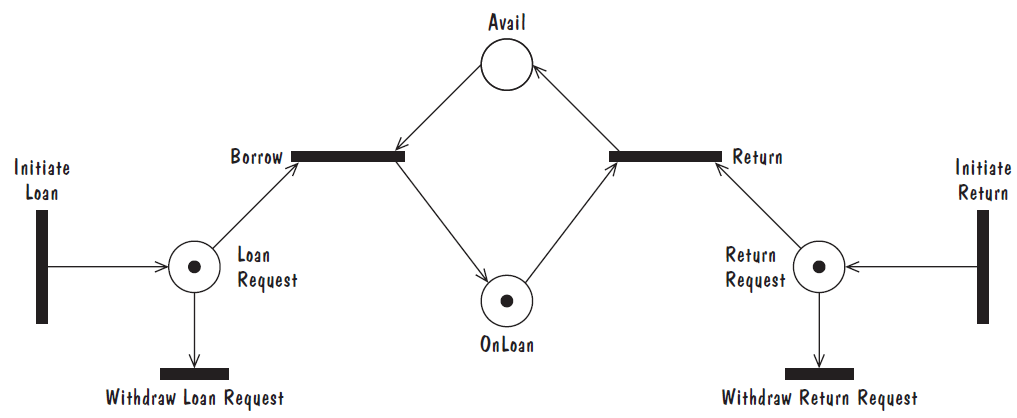 Avail
Borrow
Return
Initiate
Loan
Initiate
Return
Loan
Request
Return
Request
OnLoan
Withdraw Loan Request
Withdraw Return Request